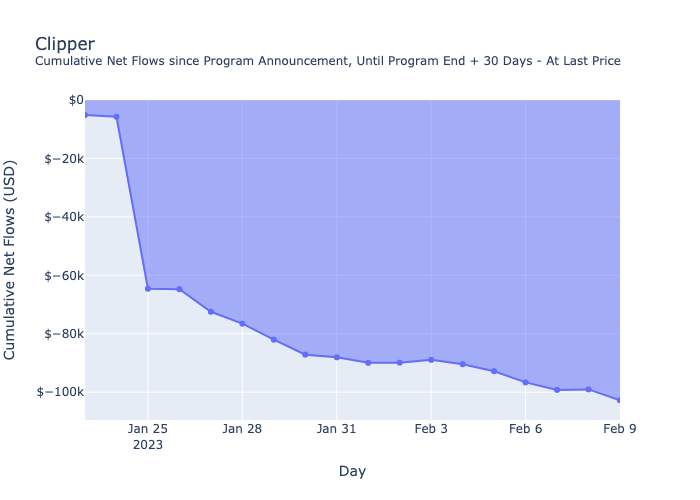 Clipper
Cumulative Net Flows since Program Announcement, Until Program End + 30 Days - At Last Price
Cumulative Net Flows (USD)
$0
$−20k
$−40k
$−60k
$−80k
$−100k
Jan 25
2023
Jan 28
Jan 31
Feb 3
Feb 6
Feb 9
Day